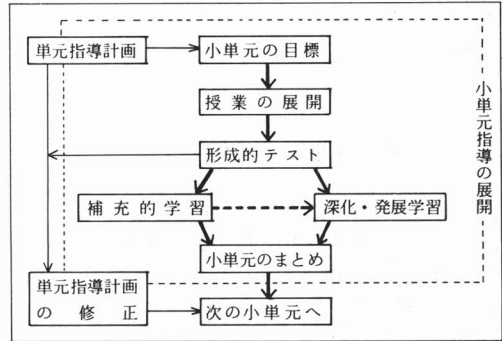 単元指導計画
小単元の目標
授業の展開
形成的テスト
補充的学習
深化・発展学習
小単元のまとめ
単元指導計画
の修正
次の小単元へ
小単元指導の展開